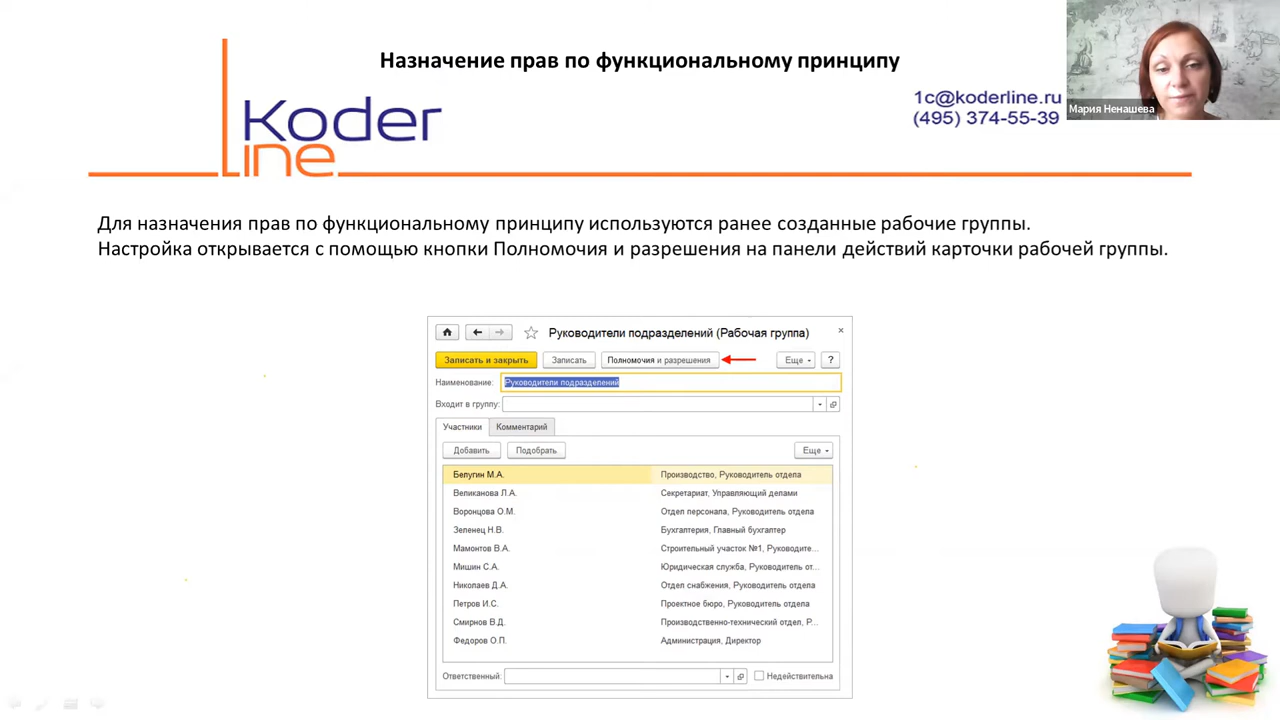 Назначение прав по функциональному принципу
Koder
line
1c@koderline.ru
(495) 374-55-39
Мария Ненашева
Для назначения прав по функциональному принципу используются ранее созданные рабочие группы.
Настройка открывается с помощью кнопки Полномочия и разрешения на панели действий карточки рабочей группы.
Руководители подразделений (Рабочая группа)
Записать и закрыть Записать Полномочия и разрешения Еще ?
Наименование: Руководители подразделений
Входит в группу:
Участники Комментарий
Добавить Подобрать Еще
Белугин М.А. Производство, Руководитель отдела
Великанова Л.А. Секретариат, Управляющий делами
Воронцова О.М. Отдел персонала, Руководитель отдела
Зеленец Н.В. Бухгалтерия, Главный бухгалтер
Мамонтов В.А. Строительный участок №1, Руководите...
Мишин С.А. Юридическая служба, Руководитель от...
Николаев Д.А. Отдел снабжения, Руководитель отдела
Петров И.С. Проектное бюро, Руководитель отдела
Смирнов В.Д. Производственно-технический отдел, Р...
Федоров О.П. Администрация, Директор
Ответственный: Недействительна